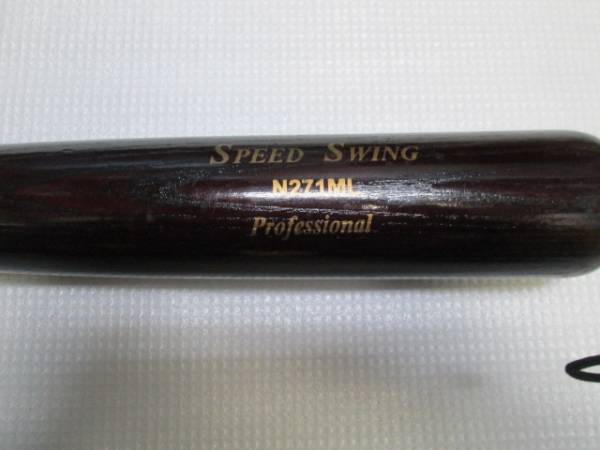 SPEED SWING
N271ML
Professional